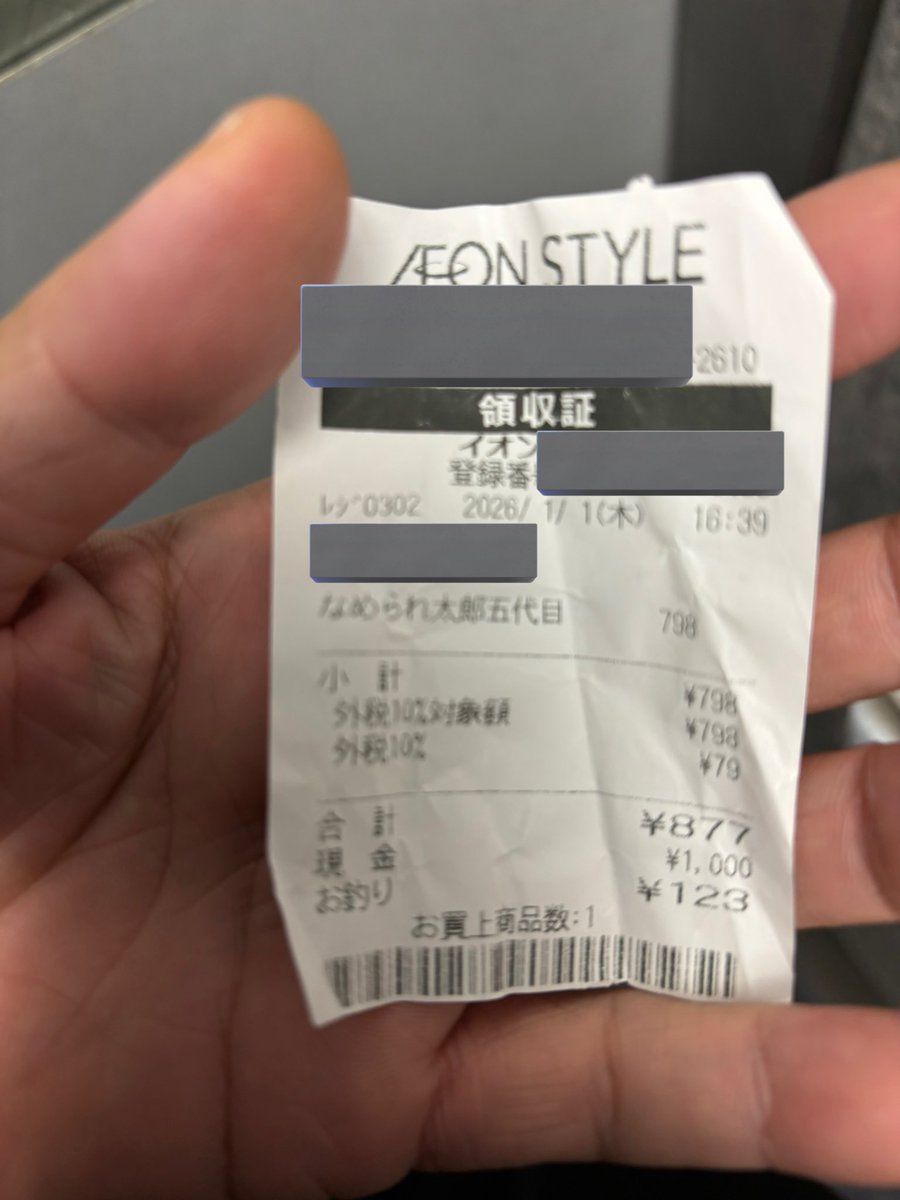 ÆON STYLE
-2610
領収証
イオン
登録番
レジ0302 2026/ 1/ 1(木) 16:39
なめられ太郎五代目 798
小 計 ¥798
外税10%対象額 ¥798
外税10% ¥79
合 計 ¥877
現 金 ¥1,000
お釣り ¥123
お買上商品数:1